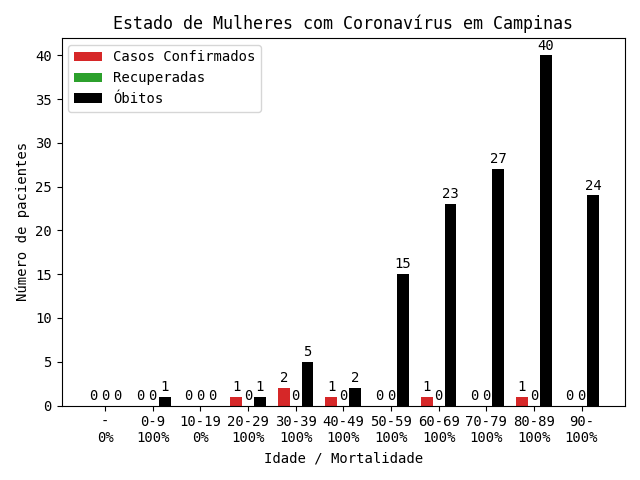 Estado de Mulheres com Coronavírus em Campinas
Casos Confirmados
Recuperadas
Óbitos
Número de pacientes
40
35
30
25
20
15
10
5
0
0 0 0
0 0 1
0 0 0
1 0 1
2 0 5
1 0 2
0 0 15
1 0 23
0 0 27
1 0 40
0 0 24
- 0-9 10-19 20-29 30-39 40-49 50-59 60-69 70-79 80-89 90-
0% 100% 0% 100% 100% 100% 100% 100% 100% 100% 100%
Idade / Mortalidade